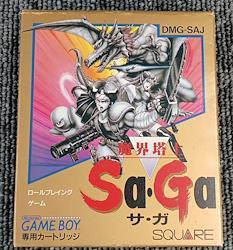 DMG-SAJ
魔界塔
Sa・Ga
サ・ガ
ロールプレイング
ゲーム
Nintendo
GAME BOY
専用カートリッジ
SQUARE